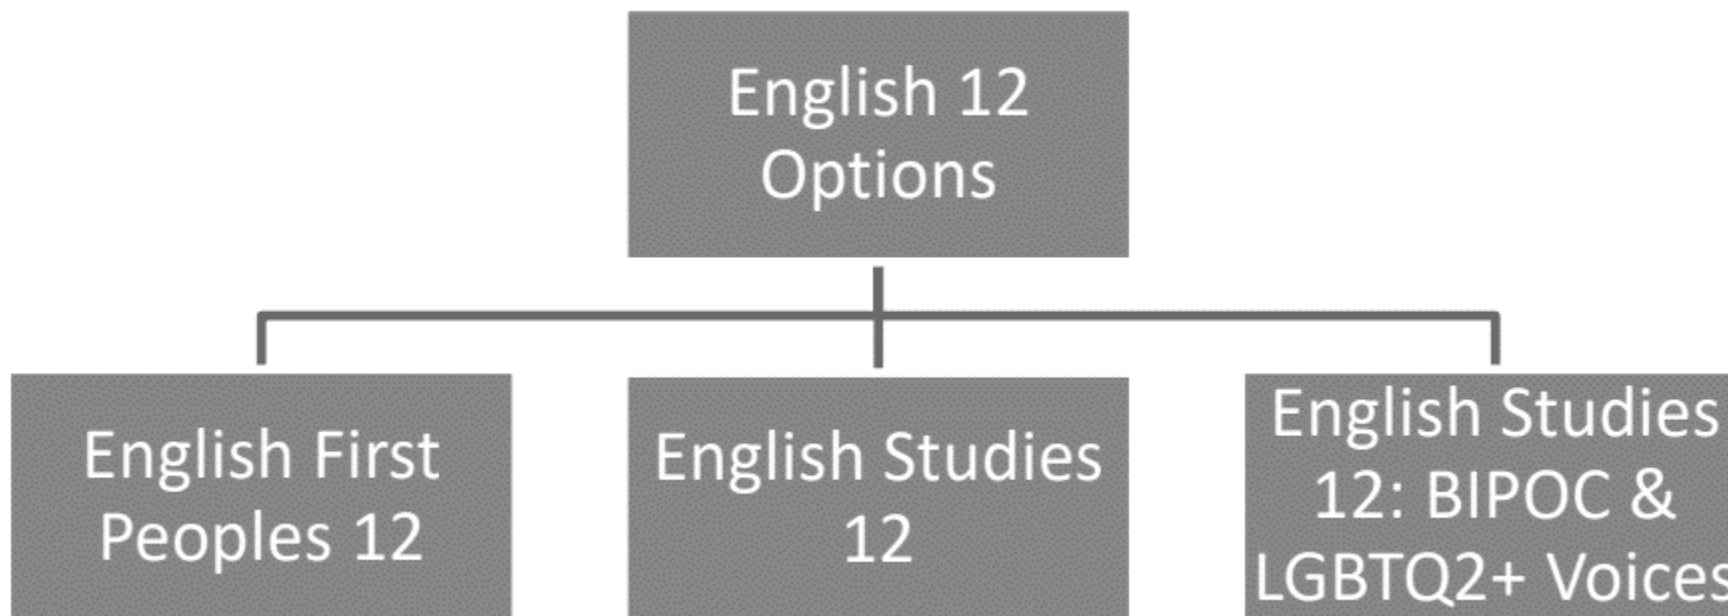 English 12
Options
English First
Peoples 12
English Studies
12
English Studies
12: BIPOC &
LGBTQ2+ Voices